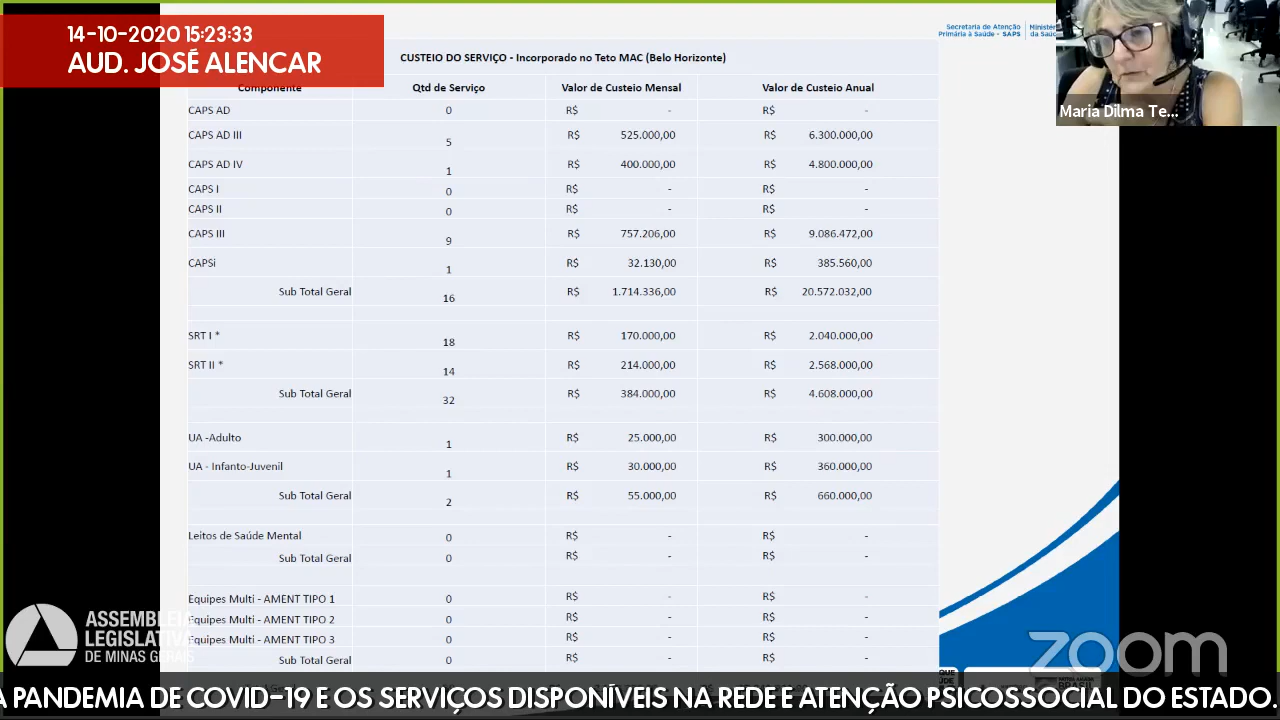 14-10-2020 15:23:33
AUD. JOSÉ ALENCAR
Secretaria de Atenção
Primária à Saúde - SAPS
Maria Dilma Te...
CUSTEIO DO SERVIÇO - Incorporado no Teto MAC (Belo Horizonte)
Componente Qtd de Serviço Valor de Custeio Mensal Valor de Custeio Anual
CAPS AD 0 R$ - R$ -
CAPS AD III 5 R$ 525.000,00 R$ 6.300.000,00
CAPS AD IV 1 R$ 400.000,00 R$ 4.800.000,00
CAPS I 0 R$ - R$ -
CAPS II 0 R$ - R$ -
CAPS III 9 R$ 757.206,00 R$ 9.086.472,00
CAPSi 1 R$ 32.130,00 R$ 385.560,00
Sub Total Geral 16 R$ 1.714.336,00 R$ 20.572.032,00
SRT I * 18 R$ 170.000,00 R$ 2.040.000,00
SRT II * 14 R$ 214.000,00 R$ 2.568.000,00
Sub Total Geral 32 R$ 384.000,00 R$ 4.608.000,00
UA -Adulto 1 R$ 25.000,00 R$ 300.000,00
UA - Infanto-Juvenil 1 R$ 30.000,00 R$ 360.000,00
Sub Total Geral 2 R$ 55.000,00 R$ 660.000,00
Leitos de Saúde Mental 0 R$ - R$ -
Sub Total Geral 0 R$ - R$ -
Equipes Multi - AMENT TIPO 1 0 R$ - R$ -
Equipes Multi - AMENT TIPO 2 0 R$ - R$ -
Equipes Multi - AMENT TIPO 3 0 R$ - R$ -
Sub Total Geral 0 R$ - R$ -
ASSEMBLEIA
LEGISLATIVA
DE MINAS GERAIS
zoom
A PANDEMIA DE COVID-19 E OS SERVIÇOS DISPONÍVEIS NA REDE E ATENÇÃO PSICOSSOCIAL DO ESTADO.